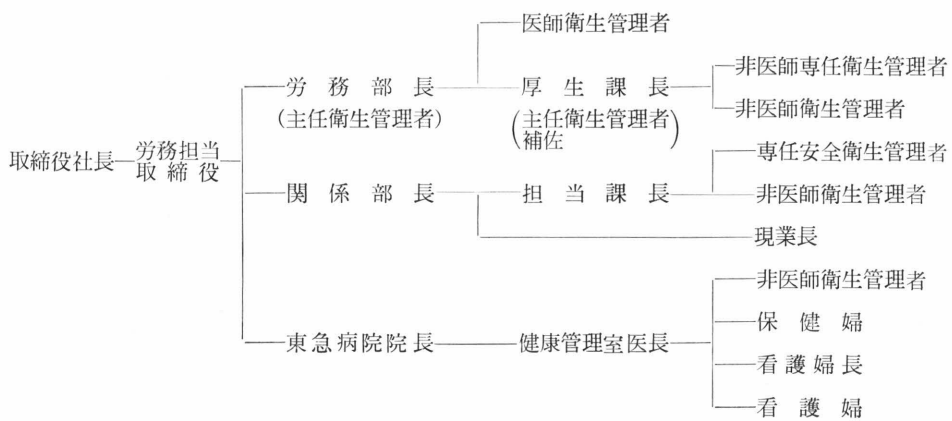 医師衛生管理者
労務部長
(主任衛生管理者)
厚生課長
(主任衛生管理者
補佐)
非医師専任衛生管理者
非医師衛生管理者
取締役社長
労務担当
取締役
関係部長
担当課長
専任安全衛生管理者
非医師衛生管理者
現業長
東急病院院長
健康管理室医長
非医師衛生管理者
保健婦
看護婦長
看護婦